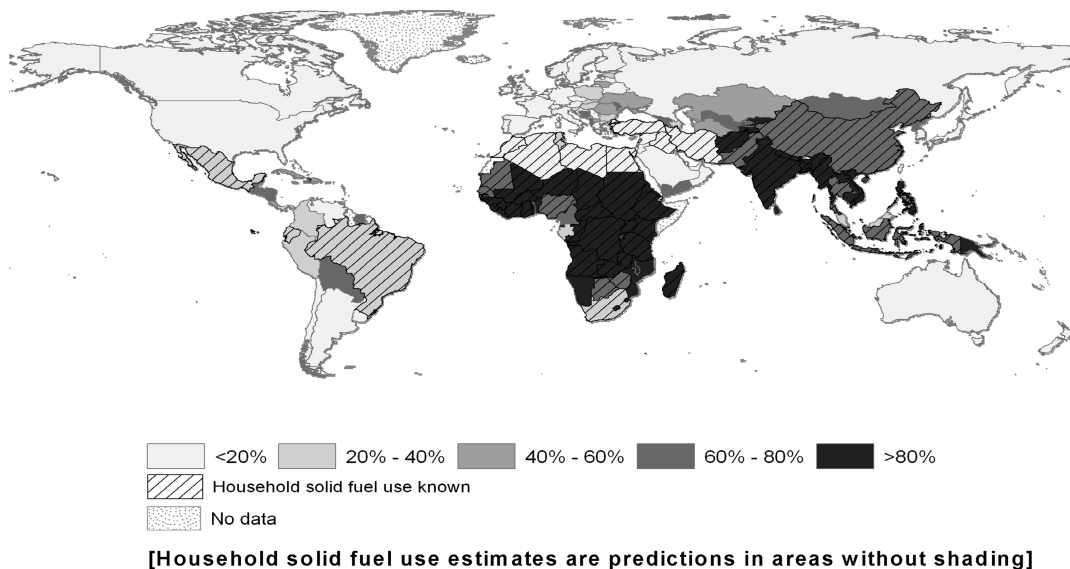 <20% 20% - 40% 40% - 60% 60% - 80% >80%
Household solid fuel use known
No data
[Household solid fuel use estimates are predictions in areas without shading]